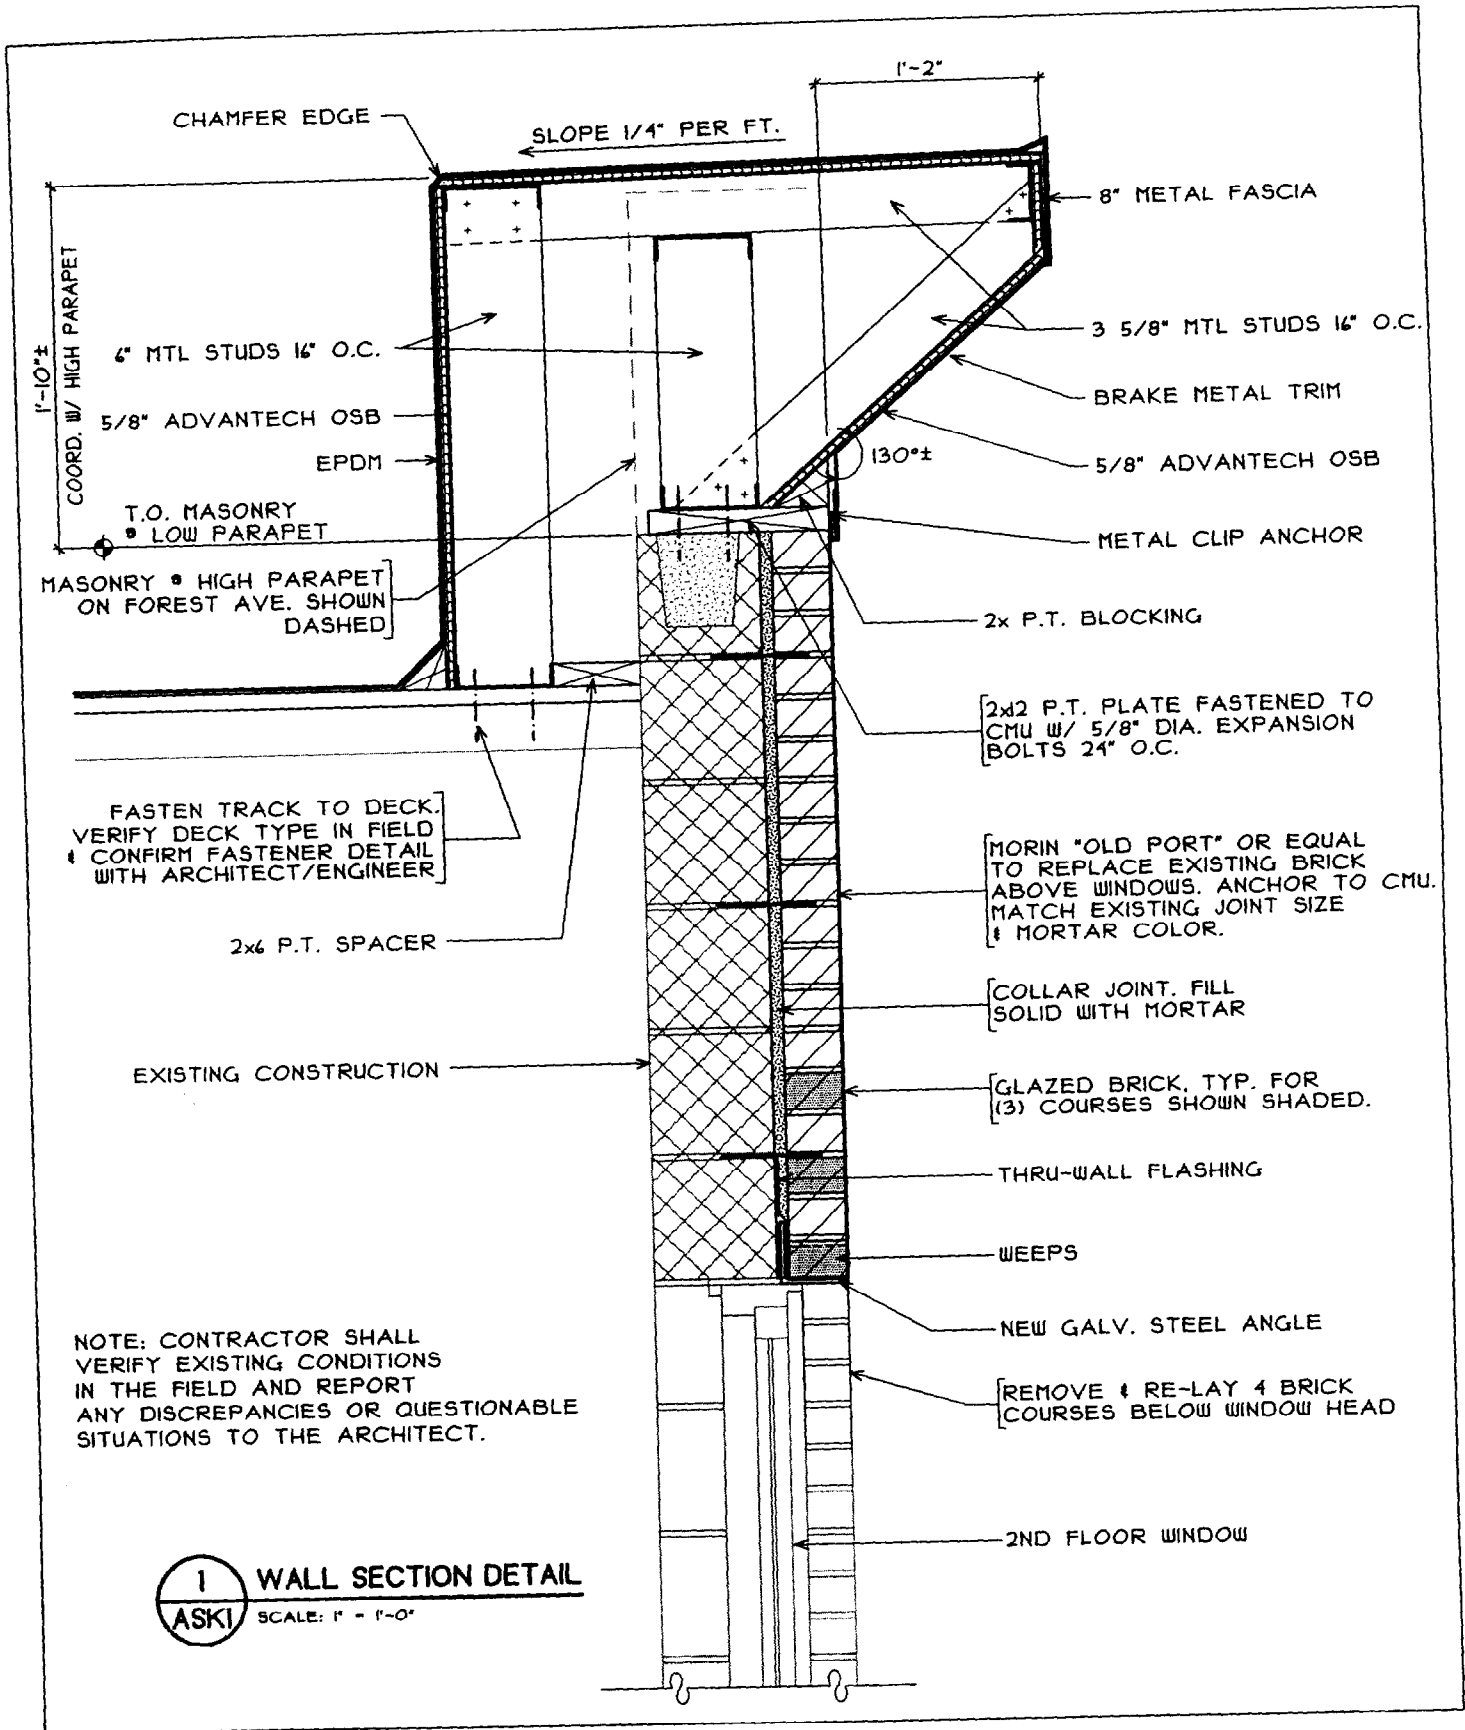 1'-2"
CHAMFER EDGE
SLOPE 1/4" PER FT.
8" METAL FASCIA
1'-10"±
COORD. W/ HIGH PARAPET
6" MTL STUDS 16" O.C.
3 5/8" MTL STUDS 16" O.C.
BRAKE METAL TRIM
5/8" ADVANTECH OSB
EPDM
130°±
5/8" ADVANTECH OSB
T.O. MASONRY
@ LOW PARAPET
METAL CLIP ANCHOR
MASONRY @ HIGH PARAPET
ON FOREST AVE. SHOWN
DASHED
2x P.T. BLOCKING
2x12 P.T. PLATE FASTENED TO
CMU W/ 5/8" DIA. EXPANSION
BOLTS 24" O.C.
FASTEN TRACK TO DECK.
VERIFY DECK TYPE IN FIELD
& CONFIRM FASTENER DETAIL
WITH ARCHITECT/ENGINEER
MORIN "OLD PORT" OR EQUAL
TO REPLACE EXISTING BRICK
ABOVE WINDOWS. ANCHOR TO CMU.
MATCH EXISTING JOINT SIZE
& MORTAR COLOR.
2x6 P.T. SPACER
COLLAR JOINT. FILL
SOLID WITH MORTAR
EXISTING CONSTRUCTION
GLAZED BRICK, TYP. FOR
(3) COURSES SHOWN SHADED.
THRU-WALL FLASHING
WEEPS
NEW GALV. STEEL ANGLE
NOTE: CONTRACTOR SHALL
VERIFY EXISTING CONDITIONS
IN THE FIELD AND REPORT
ANY DISCREPANCIES OR QUESTIONABLE
SITUATIONS TO THE ARCHITECT.
REMOVE & RE-LAY 4 BRICK
COURSES BELOW WINDOW HEAD
2ND FLOOR WINDOW
1
ASK1
WALL SECTION DETAIL
SCALE: 1" = 1'-0"